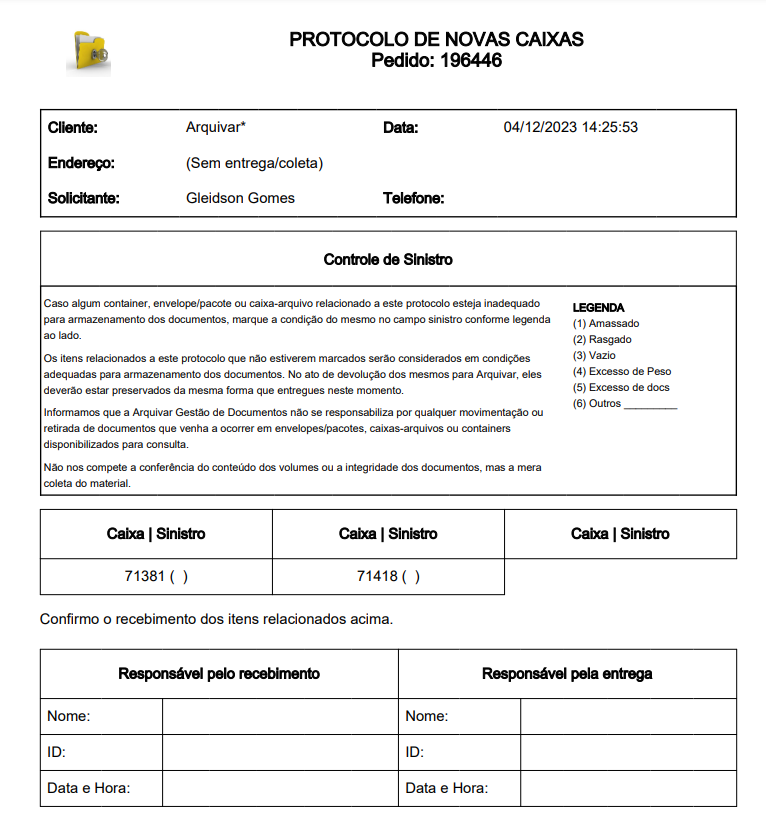 PROTOCOLO DE NOVAS CAIXAS
Pedido: 196446
Cliente: Arquivar* Data: 04/12/2023 14:25:53
Endereço: (Sem entrega/coleta)
Solicitante: Gleidson Gomes Telefone:
Controle de Sinistro
Caso algum container, envelope/pacote ou caixa-arquivo relacionado a este protocolo esteja inadequado
para armazenamento dos documentos, marque a condição do mesmo no campo sinistro conforme legenda
ao lado.
Os itens relacionados a este protocolo que não estiverem marcados serão considerados em condições
adequadas para armazenamento dos documentos. No ato de devolução dos mesmos para Arquivar, eles
deverão estar preservados da mesma forma que entregues neste momento.
Informamos que a Arquivar Gestão de Documentos não se responsabiliza por qualquer movimentação ou
retirada de documentos que venha a ocorrer em envelopes/pacotes, caixas-arquivos ou containers
disponibilizados para consulta.
Não nos compete a conferência do conteúdo dos volumes ou a integridade dos documentos, mas a mera
coleta do material.
LEGENDA
(1) Amassado
(2) Rasgado
(3) Vazio
(4) Excesso de Peso
(5) Excesso de docs
(6) Outros _________
Caixa | Sinistro Caixa | Sinistro Caixa | Sinistro
71381 ( ) 71418 ( )
Confirmo o recebimento dos itens relacionados acima.
Responsável pelo recebimento Responsável pela entrega
Nome: Nome:
ID: ID:
Data e Hora: Data e Hora: